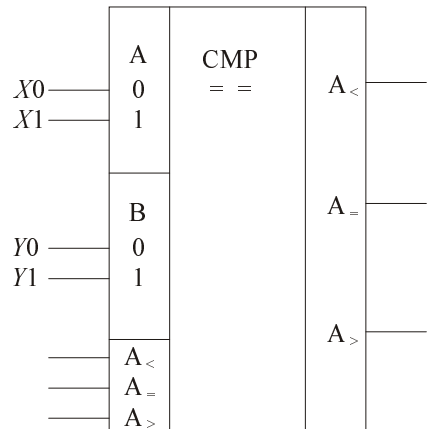 A
CMP
X0
0
= =
A<
X1
1
B
A=
Y0
0
Y1
1
A>
A<
A=
A>